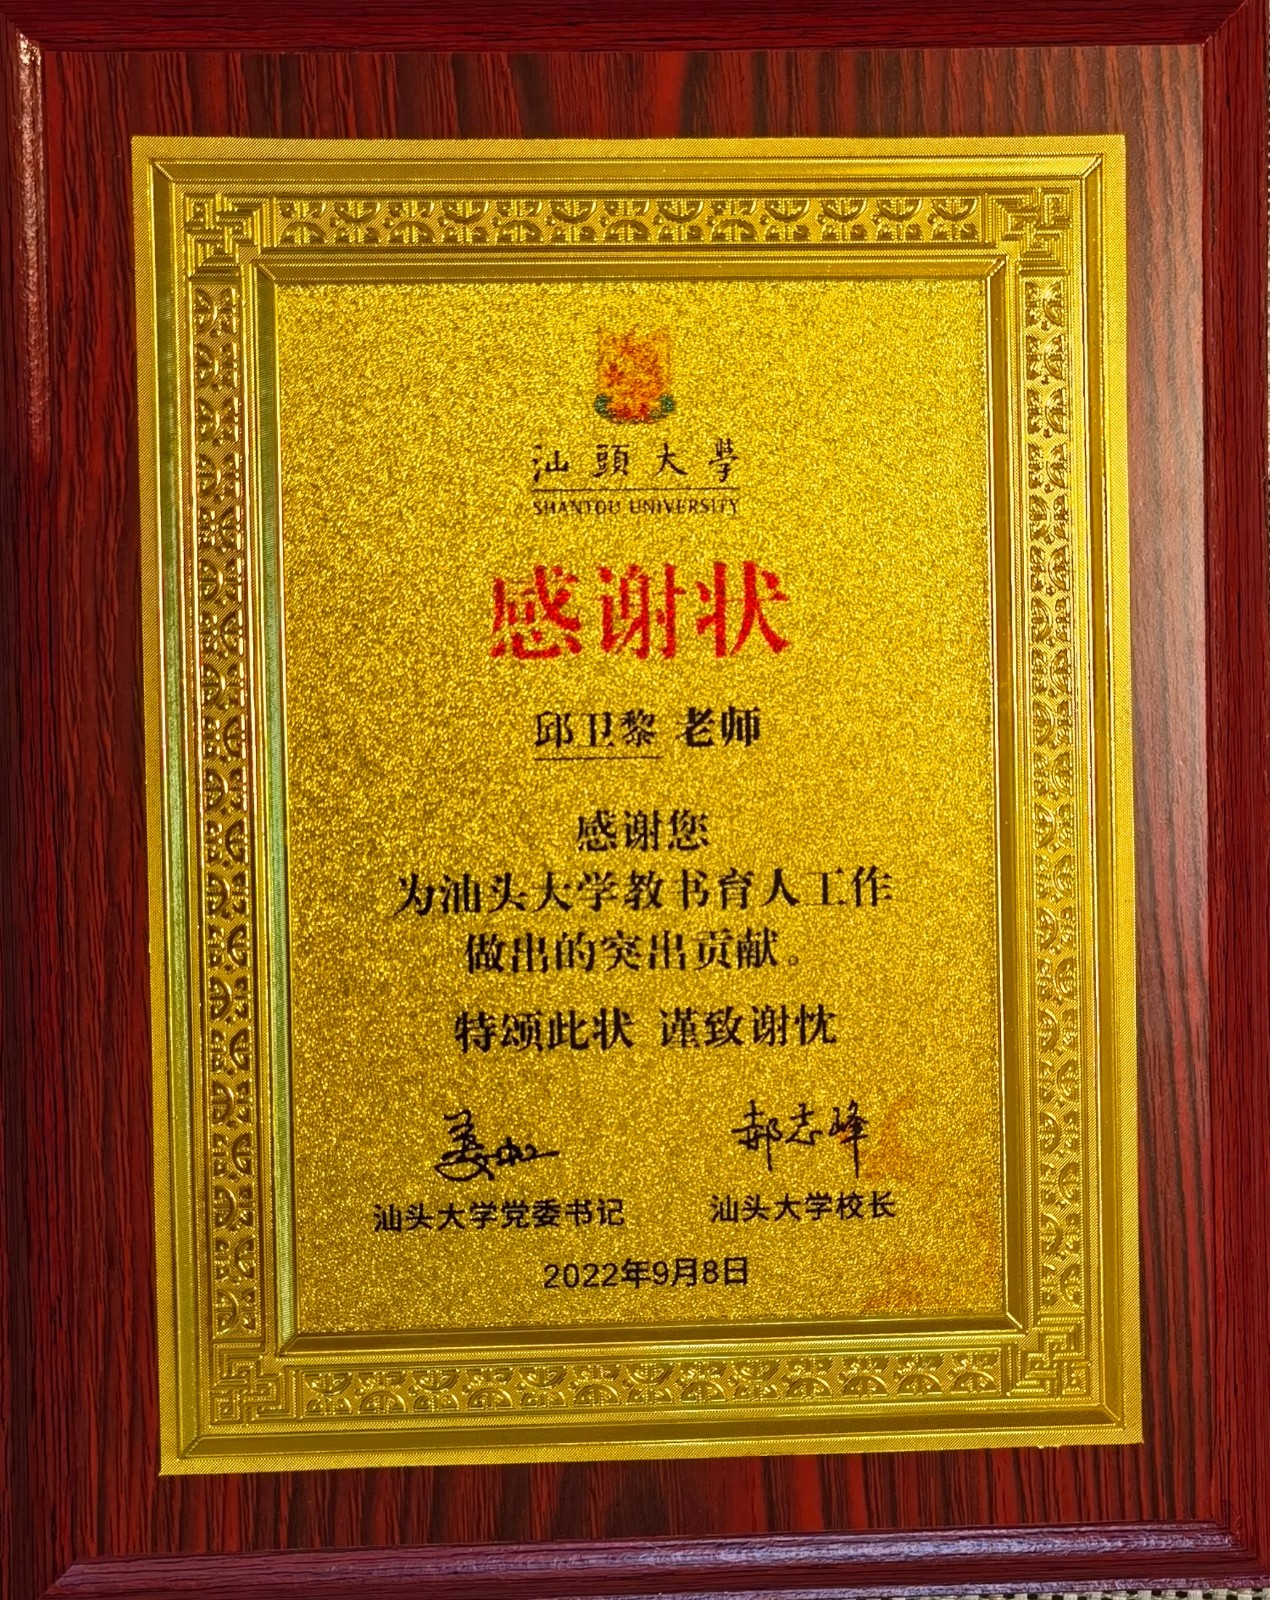 汕頭大學
SHANTOU UNIVERSITY
感谢状
邱卫黎 老师
感谢您
为汕头大学教书育人工作
做出的突出贡献。
特颂此状 谨致谢忱
姜虹 郝志峰
汕头大学党委书记 汕头大学校长
2022年9月8日